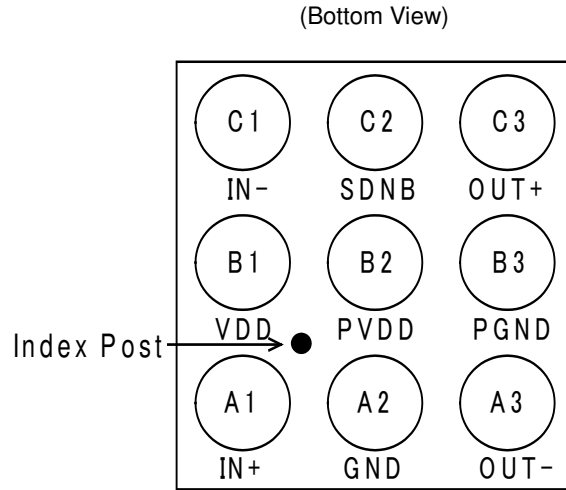 (Bottom View)
C1 C2 C3
IN- SDNB OUT+
B1 B2 B3
VDD PVDD PGND
Index Post
A1 A2 A3
IN+ GND OUT-